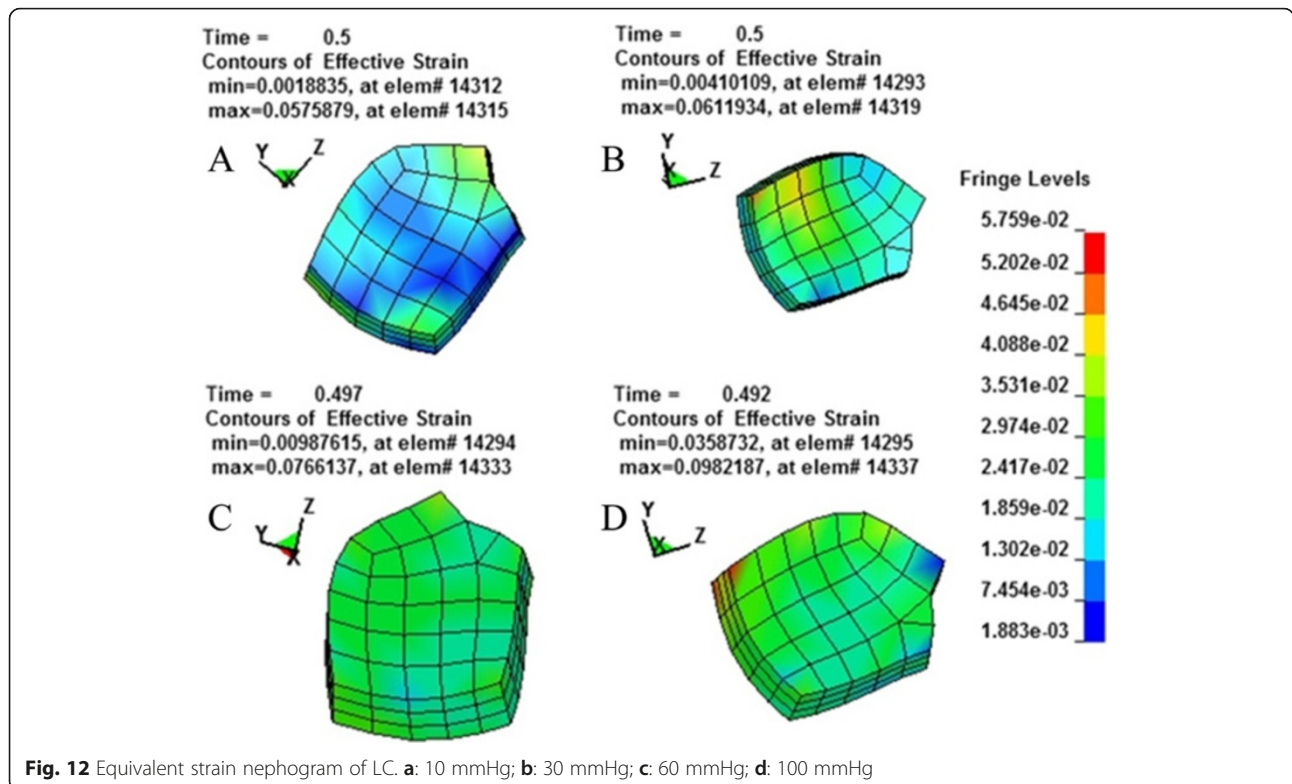 Time = 0.5
Contours of Effective Strain
min=0.0018835, at elem# 14312
max=0.0575879, at elem# 14315
A
Y
Z
X
Time = 0.5
Contours of Effective Strain
min=0.00410109, at elem# 14293
max=0.0611934, at elem# 14319
B
Y
X
Z
Time = 0.497
Contours of Effective Strain
min=0.00987615, at elem# 14294
max=0.0766137, at elem# 14333
C
Y
Z
X
Time = 0.492
Contours of Effective Strain
min=0.0358732, at elem# 14295
max=0.0982187, at elem# 14337
D
Y
X
Z
Fringe Levels
5.759e-02
5.202e-02
4.645e-02
4.088e-02
3.531e-02
2.974e-02
2.417e-02
1.859e-02
1.302e-02
7.454e-03
1.883e-03
Fig. 12 Equivalent strain nephogram of LC. a: 10 mmHg; b: 30 mmHg; c: 60 mmHg; d: 100 mmHg